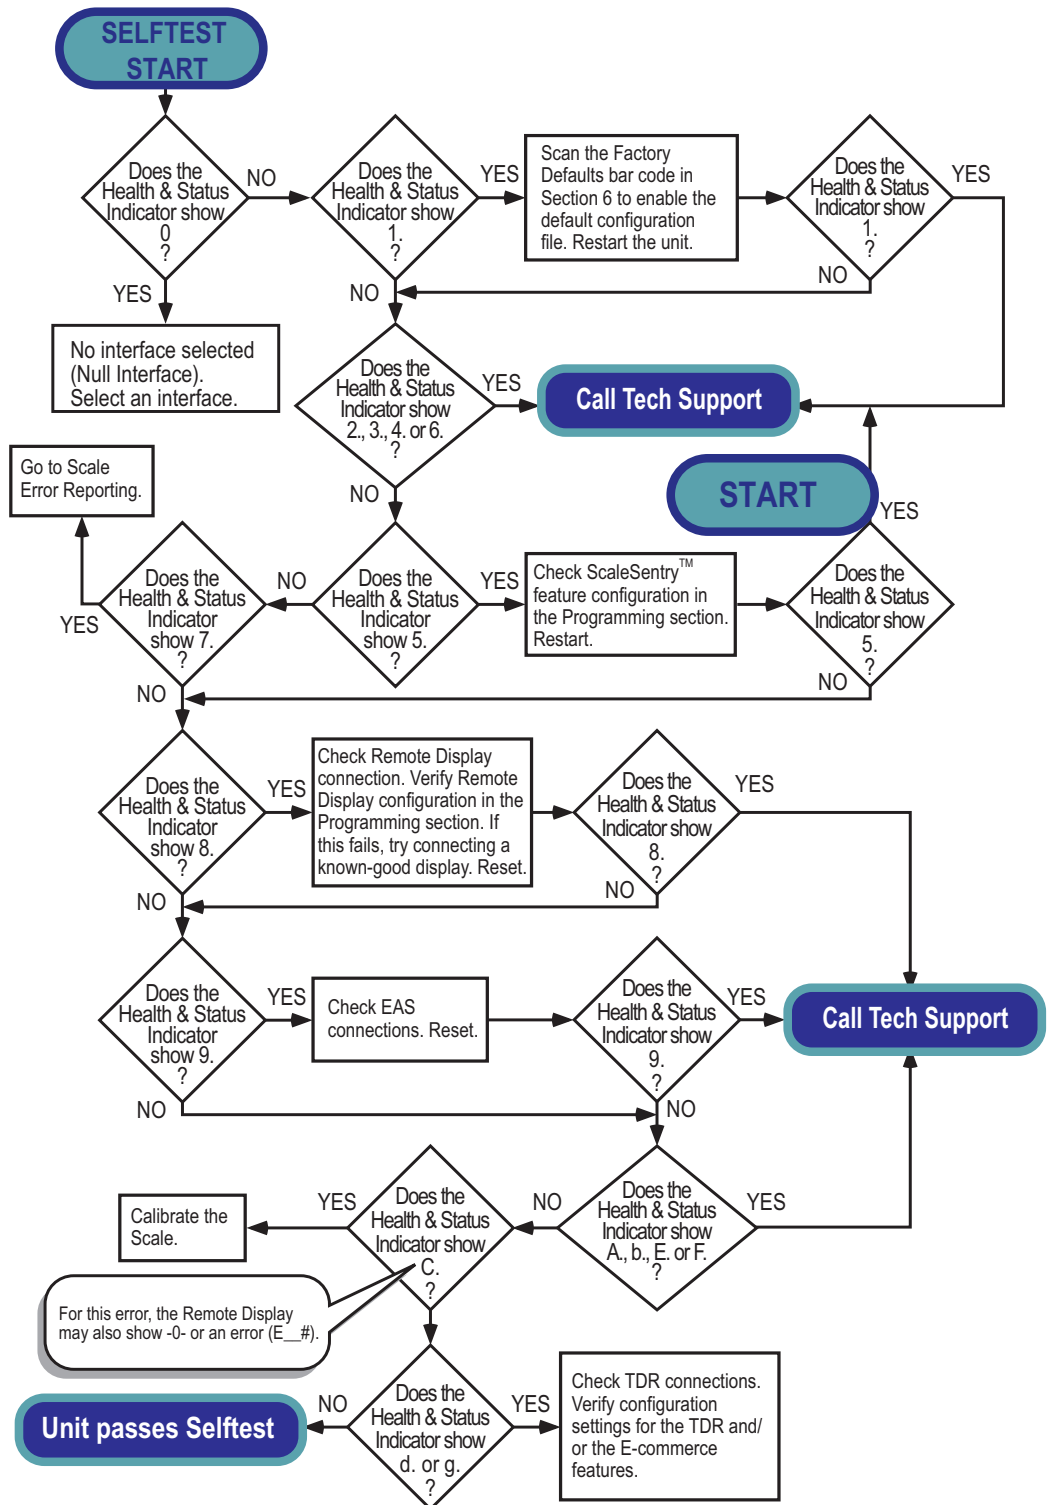 SELFTEST
START
Does the
Health & Status
Indicator show
0
?
NO
YES
No interface selected
(Null Interface).
Select an interface.
Does the
Health & Status
Indicator show
1.
?
YES
NO
Scan the Factory
Defaults bar code in
Section 6 to enable the
default configuration
file. Restart the unit.
Does the
Health & Status
Indicator show
1.
?
YES
NO
Does the
Health & Status
Indicator show
2., 3., 4. or 6.
?
YES
NO
Call Tech Support
START
Go to Scale
Error Reporting.
Does the
Health & Status
Indicator
show 7.
?
YES
NO
Does the
Health & Status
Indicator
show 5.
?
NO
YES
Check ScaleSentry™
feature configuration in
the Programming section.
Restart.
Does the
Health & Status
Indicator show
5.
?
YES
NO
Does the
Health & Status
Indicator
show 8.
?
YES
NO
Check Remote Display
connection. Verify Remote
Display configuration in the
Programming section. If
this fails, try connecting a
known-good display. Reset.
Does the
Health & Status
Indicator show
8.
?
YES
NO
Does the
Health & Status
Indicator
show 9.
?
YES
NO
Check EAS
connections. Reset.
Does the
Health & Status
Indicator show
9.
?
YES
NO
Call Tech Support
Does the
Health & Status
Indicator show
A., b., E. or F.
?
YES
NO
Does the
Health & Status
Indicator show
C.
?
YES
Calibrate the
Scale.
For this error, the Remote Display
may also show -0- or an error (E__#).
Does the
Health & Status
Indicator show
d. or g.
?
NO
YES
Unit passes Selftest
Check TDR connections.
Verify configuration
settings for the TDR and/
or the E-commerce
features.